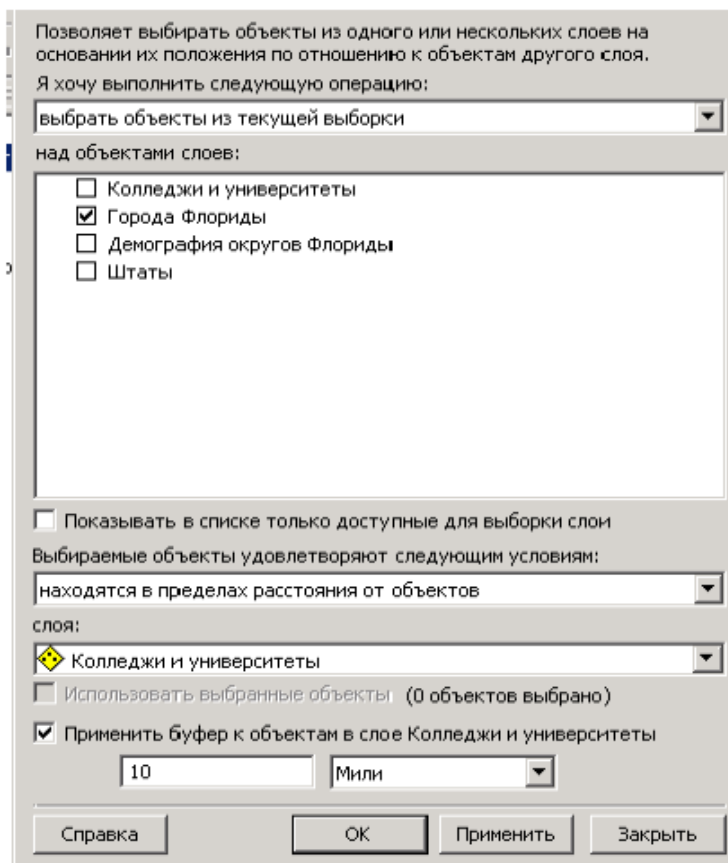 Позволяет выбирать объекты из одного или нескольких слоев на
основании их положения по отношению к объектам другого слоя.
Я хочу выполнить следующую операцию:
выбрать объекты из текущей выборки
над объектами слоев:
Колледжи и университеты
Города Флориды
Демография округов Флориды
Штаты
Показывать в списке только доступные для выборки слои
Выбираемые объекты удовлетворяют следующим условиям:
находятся в пределах расстояния от объектов
слоя:
Колледжи и университеты
Использовать выбранные объекты (0 объектов выбрано)
Применить буфер к объектам в слое Колледжи и университеты
10 Мили
Справка ОК Применить Закрыть